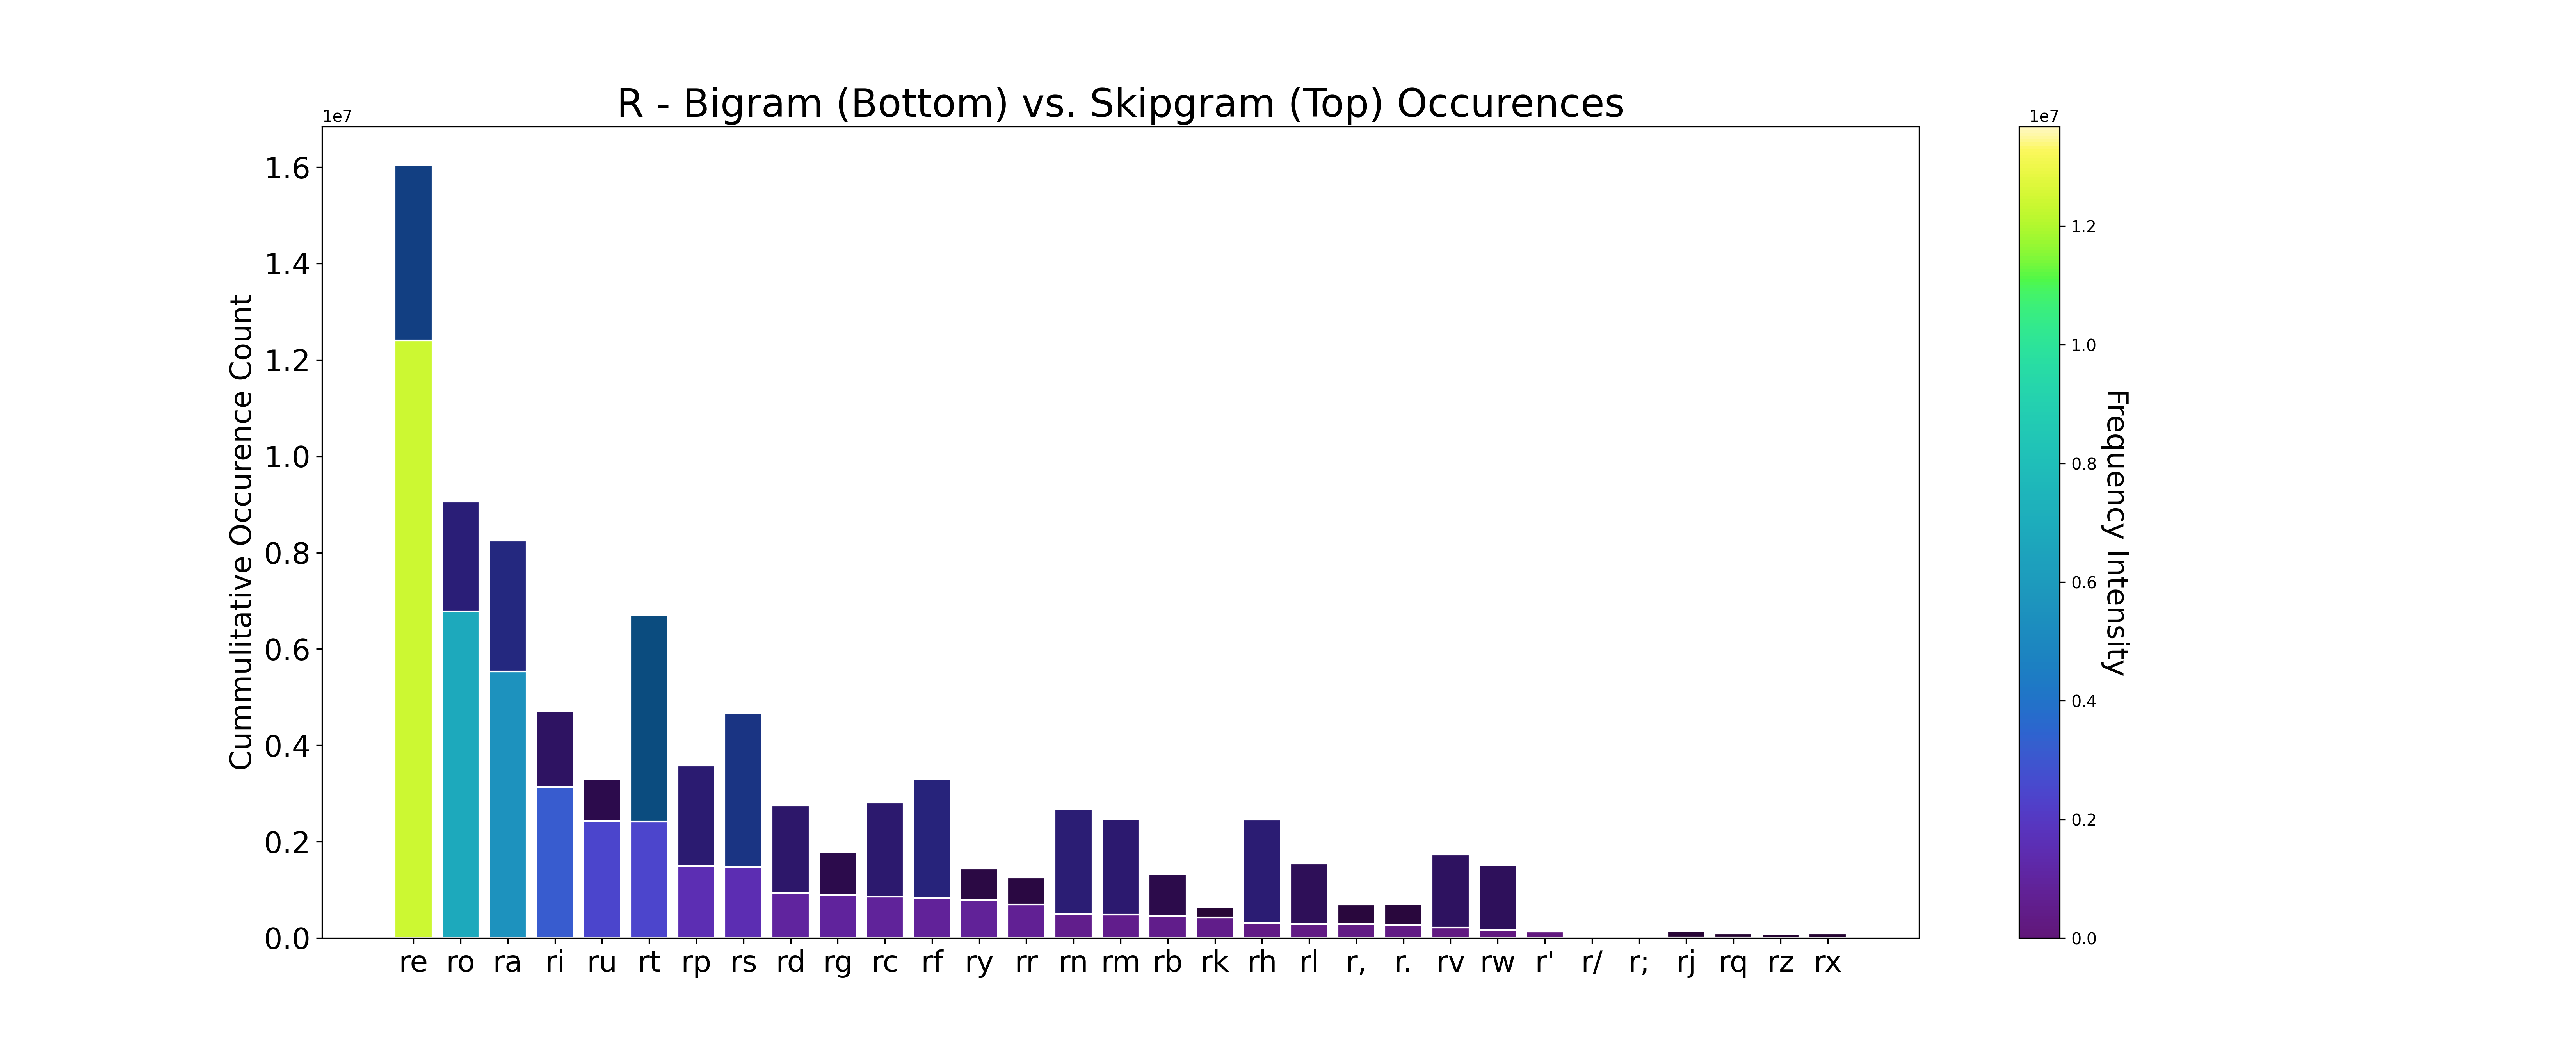 R - Bigram (Bottom) vs. Skipgram (Top) Occurences
1e7
1.6
1.4
1.2
1.0
0.8
0.6
0.4
0.2
0.0
Cummulitative Occurence Count
re ro ra ri ru rt rp rs rd rg rc rf ry rr rn rm rb rk rh rl r, r. rv rw r' r/ r; rj rq rz rx
1e7
1.2
1.0
0.8
0.6
0.4
0.2
0.0
Frequency Intensity